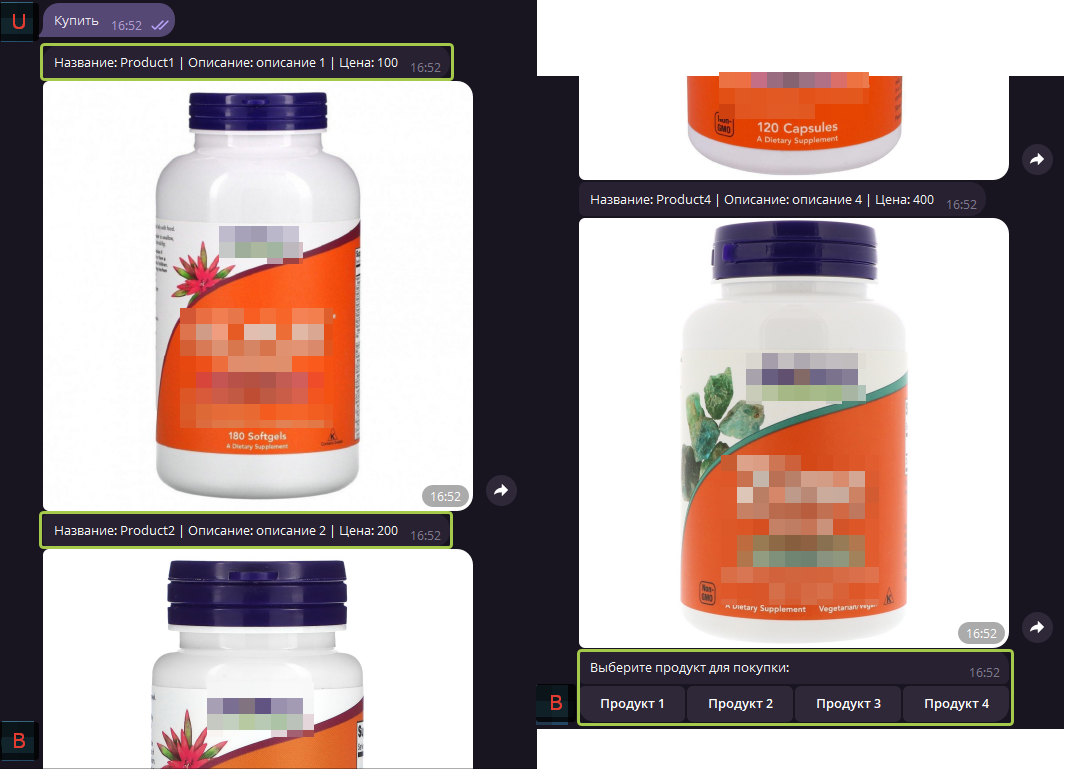 U
Купить 16:52
Название: Product1 | Описание: описание 1 | Цена: 100 16:52
180 Softgels
A Dietary Supplement
16:52
Название: Product2 | Описание: описание 2 | Цена: 200 16:52
B
Non-
GMO
120 Capsules
A Dietary Supplement
Название: Product4 | Описание: описание 4 | Цена: 400 16:52
Non-
GMO
A Dietary Supplement
K
16:52
Выберите продукт для покупки: 16:52
B
Продукт 1 Продукт 2 Продукт 3 Продукт 4